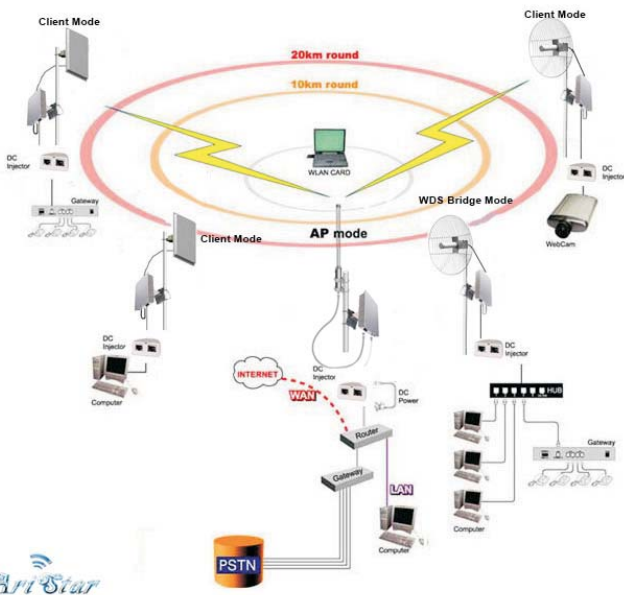 Client Mode
Client Mode
20km round
10km round
DC
Injector
WLAN CARD
DC
Injector
Gateway
WDS Bridge Mode
Client Mode
AP mode
WebCam
DC
Injector
DC
Injector
DC
Injector
INTERNET
WAN
DC
Power
HUB
Computer
Router
Gateway
Gateway
LAN
Computer
Computer
PSTN
Art Star